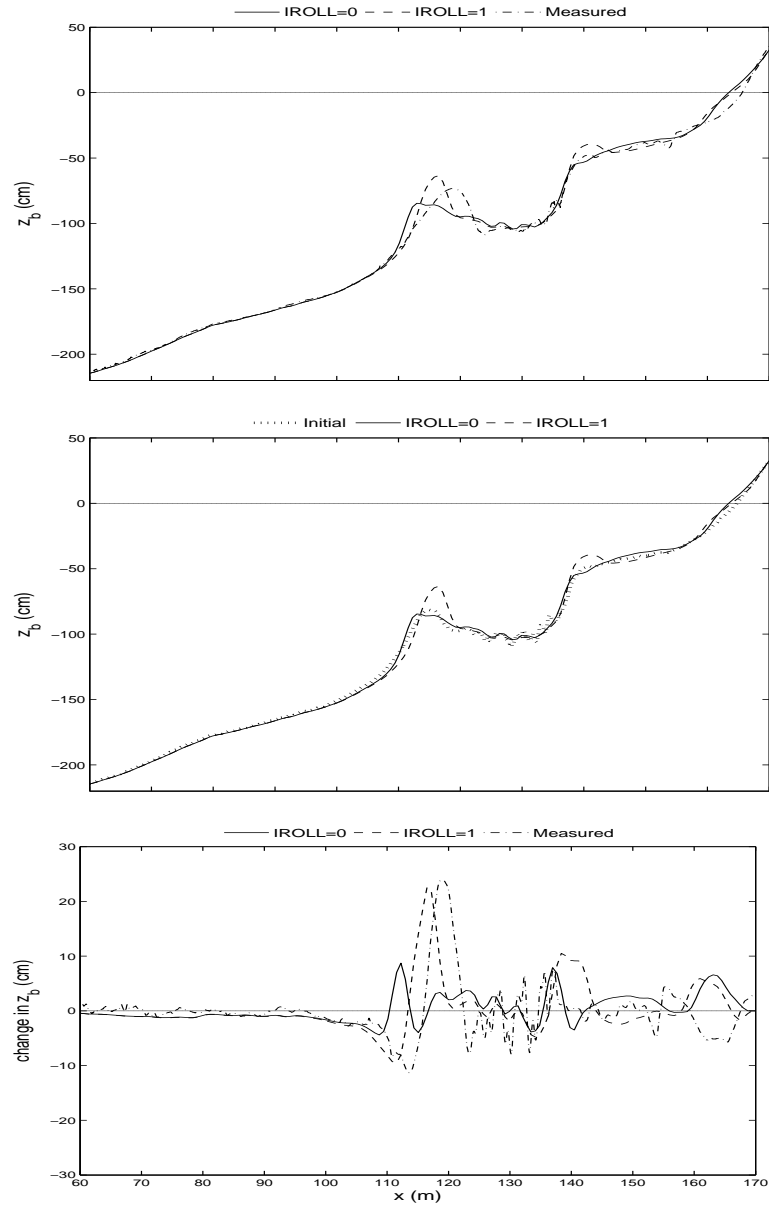 IROLL=0 IROLL=1 Measured
50
0
−50
−100
−150
−200
z_b (cm)
Initial IROLL=0 IROLL=1
50
0
−50
−100
−150
−200
z_b (cm)
IROLL=0 IROLL=1 Measured
30
20
10
0
−10
−20
−30
change in z_b (cm)
60 70 80 90 100 110 120 130 140 150 160 170
x (m)